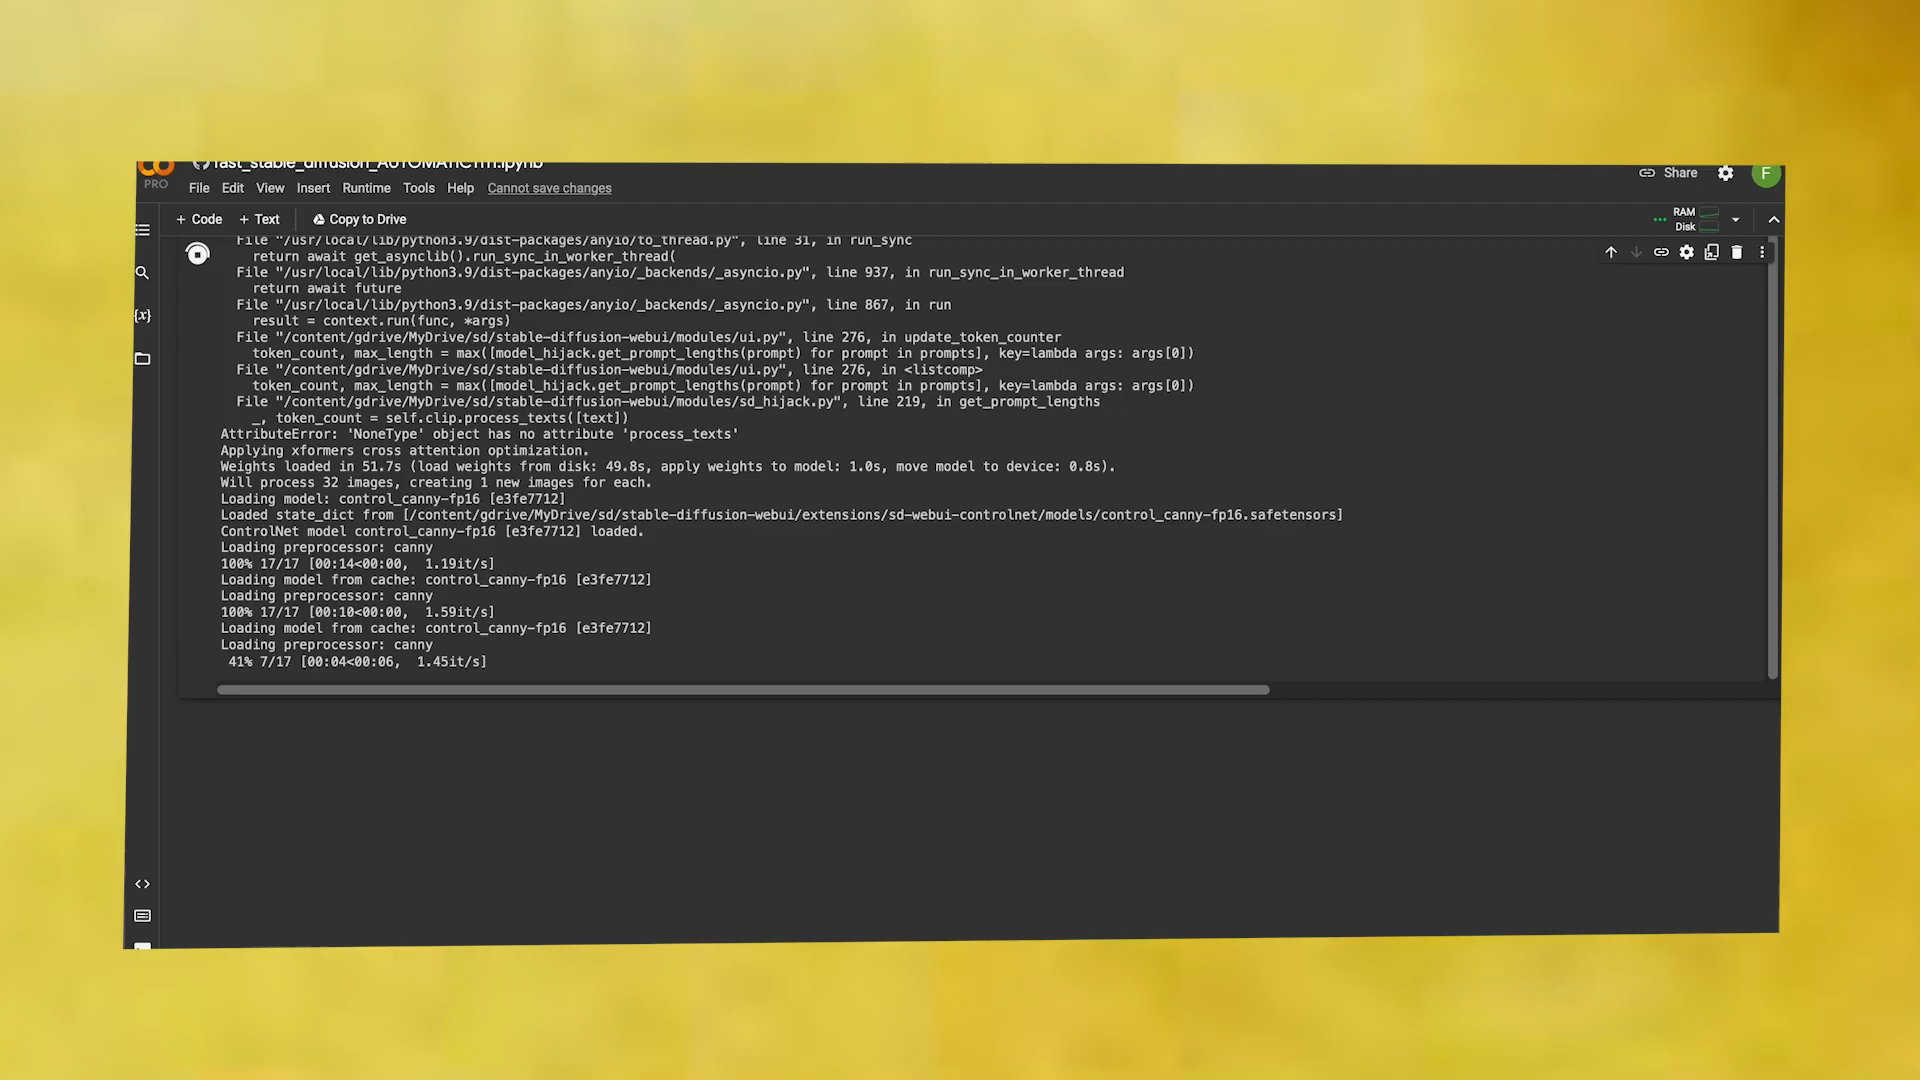 fast_stable_diffusion_AUTOMATIC1111.ipynb
PRO
File Edit View Insert Runtime Tools Help Cannot save changes
Share
F
+ Code + Text Copy to Drive
RAM
Disk
File "/usr/local/lib/python3.9/dist-packages/anyio/to_thread.py", line 31, in run_sync
return await get_asynclib().run_sync_in_worker_thread(
File "/usr/local/lib/python3.9/dist-packages/anyio/_backends/_asyncio.py", line 937, in run_sync_in_worker_thread
return await future
File "/usr/local/lib/python3.9/dist-packages/anyio/_backends/_asyncio.py", line 867, in run
result = context.run(func, *args)
File "/content/gdrive/MyDrive/sd/stable-diffusion-webui/modules/ui.py", line 276, in update_token_counter
token_count, max_length = max([model_hijack.get_prompt_lengths(prompt) for prompt in prompts], key=lambda args: args[0])
File "/content/gdrive/MyDrive/sd/stable-diffusion-webui/modules/ui.py", line 276, in <listcomp>
token_count, max_length = max([model_hijack.get_prompt_lengths(prompt) for prompt in prompts], key=lambda args: args[0])
File "/content/gdrive/MyDrive/sd/stable-diffusion-webui/modules/sd_hijack.py", line 219, in get_prompt_lengths
_, token_count = self.clip.process_texts([text])
AttributeError: 'NoneType' object has no attribute 'process_texts'
Applying xformers cross attention optimization.
Weights loaded in 51.7s (load weights from disk: 49.8s, apply weights to model: 1.0s, move model to device: 0.8s).
Will process 32 images, creating 1 new images for each.
Loading model: control_canny-fp16 [e3fe7712]
Loaded state_dict from [/content/gdrive/MyDrive/sd/stable-diffusion-webui/extensions/sd-webui-controlnet/models/control_canny-fp16.safetensors]
ControlNet model control_canny-fp16 [e3fe7712] loaded.
Loading preprocessor: canny
100% 17/17 [00:14<00:00, 1.19it/s]
Loading model from cache: control_canny-fp16 [e3fe7712]
Loading preprocessor: canny
100% 17/17 [00:10<00:00, 1.59it/s]
Loading model from cache: control_canny-fp16 [e3fe7712]
Loading preprocessor: canny
41% 7/17 [00:04<00:06, 1.45it/s]